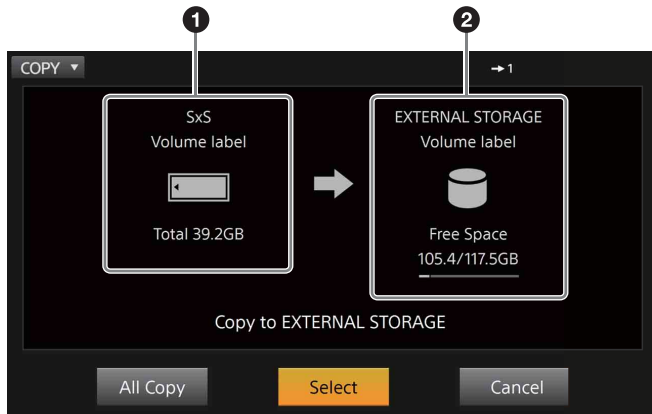 1
2
COPY
→1
SxS
Volume label
Total 39.2GB
EXTERNAL STORAGE
Volume label
Free Space
105.4/117.5GB
Copy to EXTERNAL STORAGE
All Copy
Select
Cancel